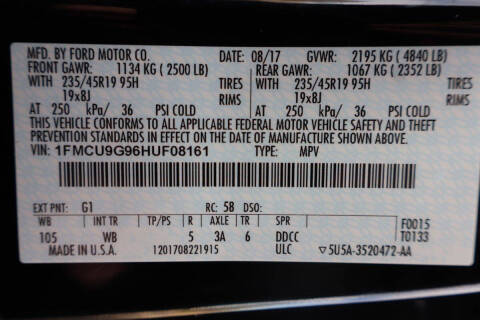 MFD. BY FORD MOTOR CO. DATE: 08/17 GVWR: 2195 KG ( 4840 LB)
FRONT GAWR: 1134 KG ( 2500 LB) REAR GAWR: 1067 KG ( 2352 LB)
WITH 235/45R19 95H TIRES WITH 235/45R19 95H TIRES
19x8J RIMS 19x8J RIMS
AT 250 kPa/ 36 PSI COLD AT 250 kPa/ 36 PSI COLD
THIS VEHICLE CONFORMS TO ALL APPLICABLE FEDERAL MOTOR VEHICLE SAFETY AND THEFT
PREVENTION STANDARDS IN EFFECT ON THE DATE OF MANUFACTURE SHOWN ABOVE.
VIN: 1FMCU9G96HUF08161 TYPE: MPV
EXT PNT: G1 RC: 58 DSO:
WB INT TR TP/PS R AXLE TR SPR F0015
105 WB 5 3A 6 DDCC T0133
MADE IN U.S.A. 1201708221915 ULC ▽5U5A-3520472-AA